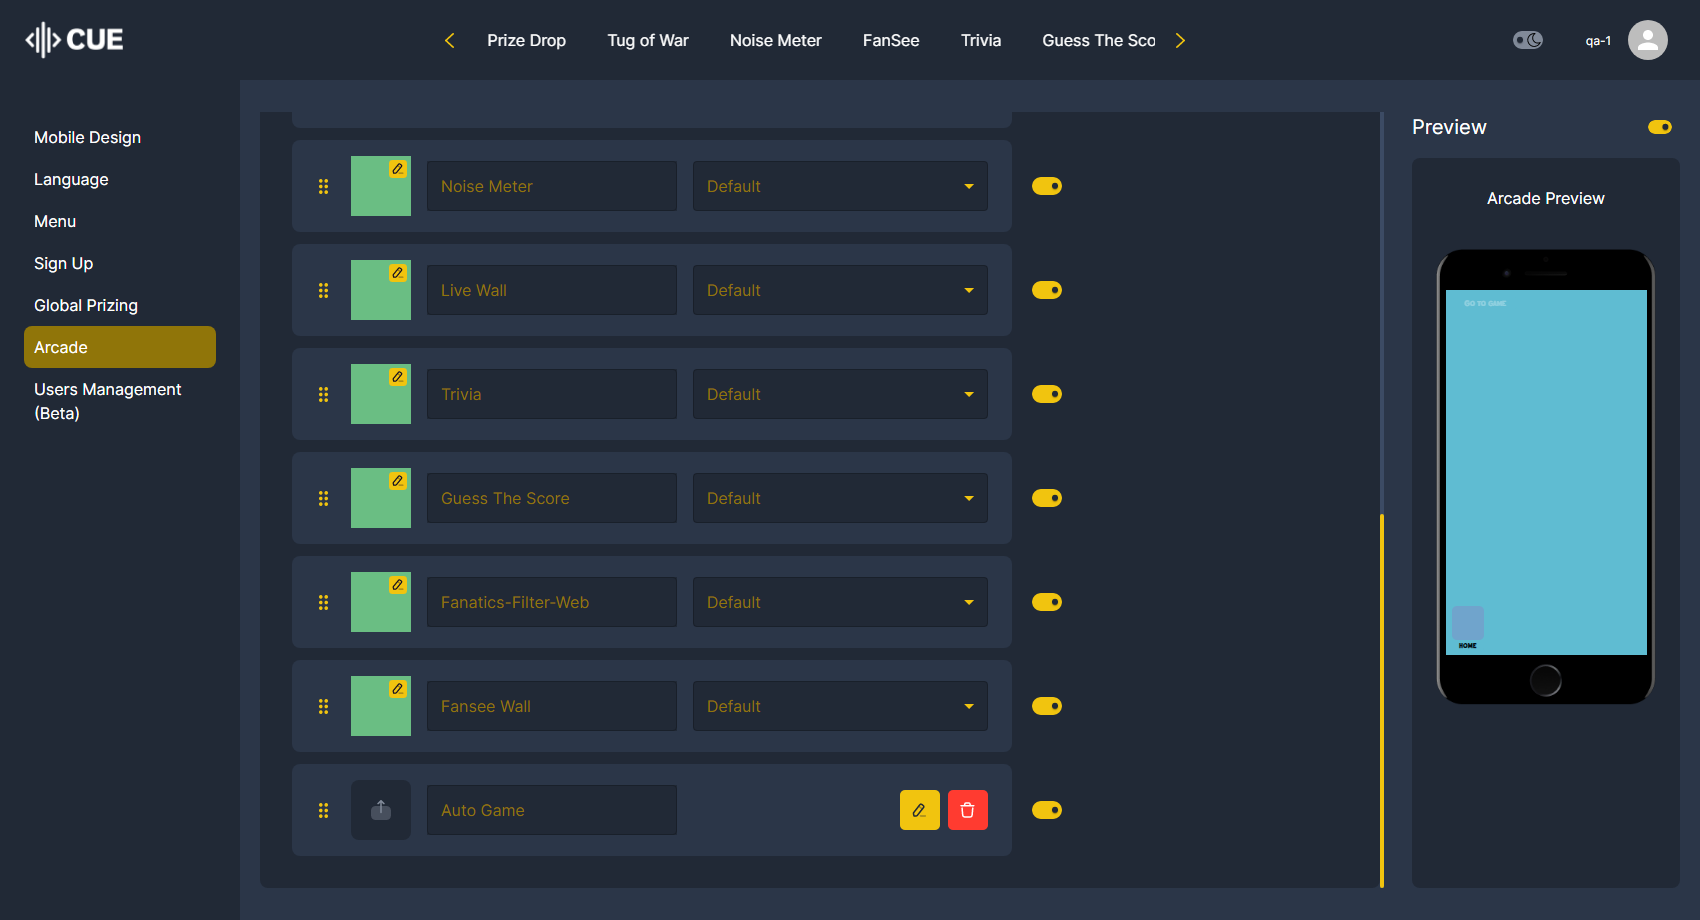 CUE
Prize Drop
Tug of War
Noise Meter
FanSee
Trivia
Guess The Sco
qa-1
Mobile Design
Language
Menu
Sign Up
Global Prizing
Arcade
Users Management
(Beta)
Noise Meter
Default
Live Wall
Default
Trivia
Default
Guess The Score
Default
Fanatics-Filter-Web
Default
Fansee Wall
Default
Auto Game
Preview
Arcade Preview
GO TO GAME
HOME